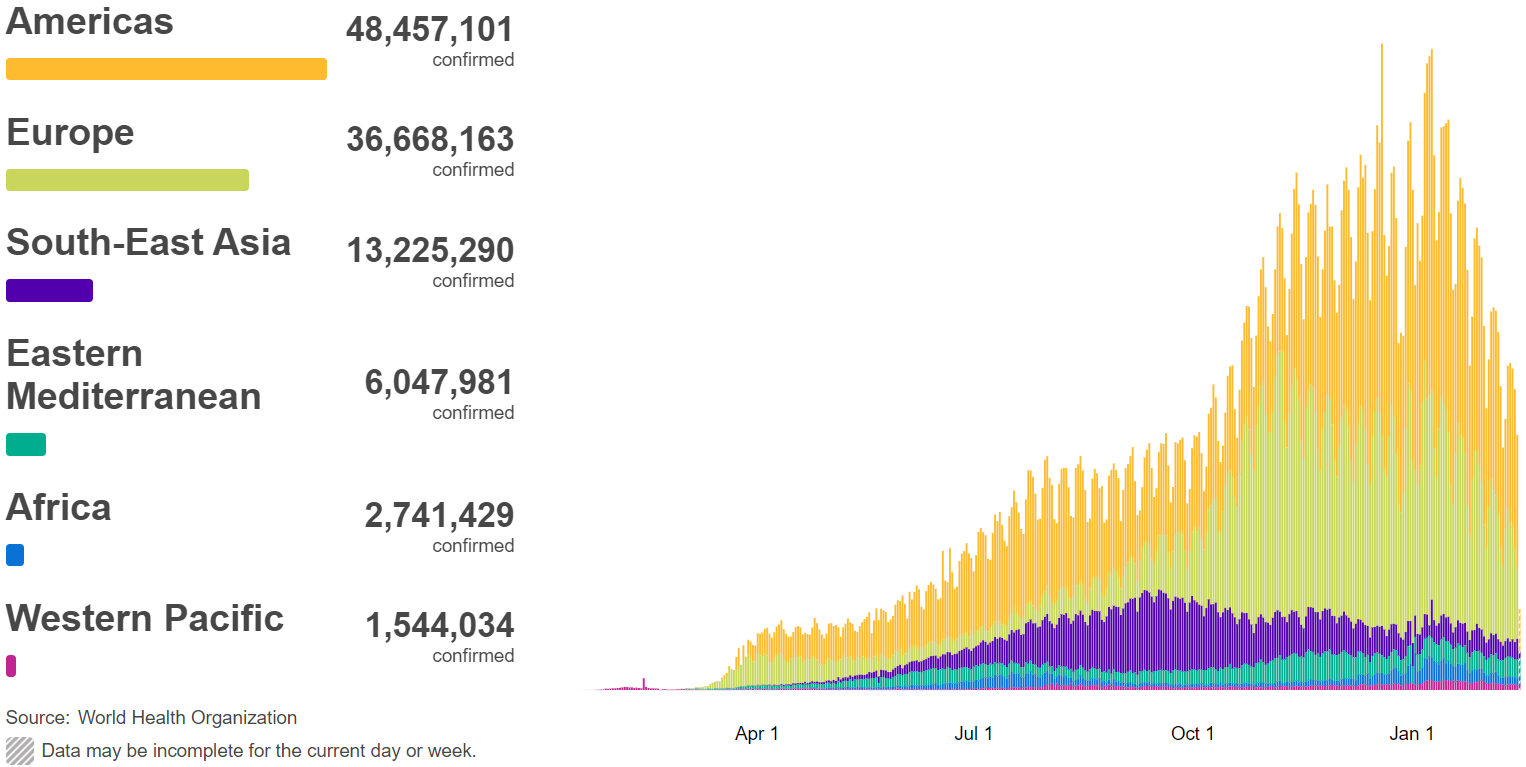 Americas
48,457,101
confirmed
Europe
36,668,163
confirmed
South-East Asia
13,225,290
confirmed
Eastern
Mediterranean
6,047,981
confirmed
Africa
2,741,429
confirmed
Western Pacific
1,544,034
confirmed
Source: World Health Organization
Data may be incomplete for the current day or week.
Apr 1
Jul 1
Oct 1
Jan 1